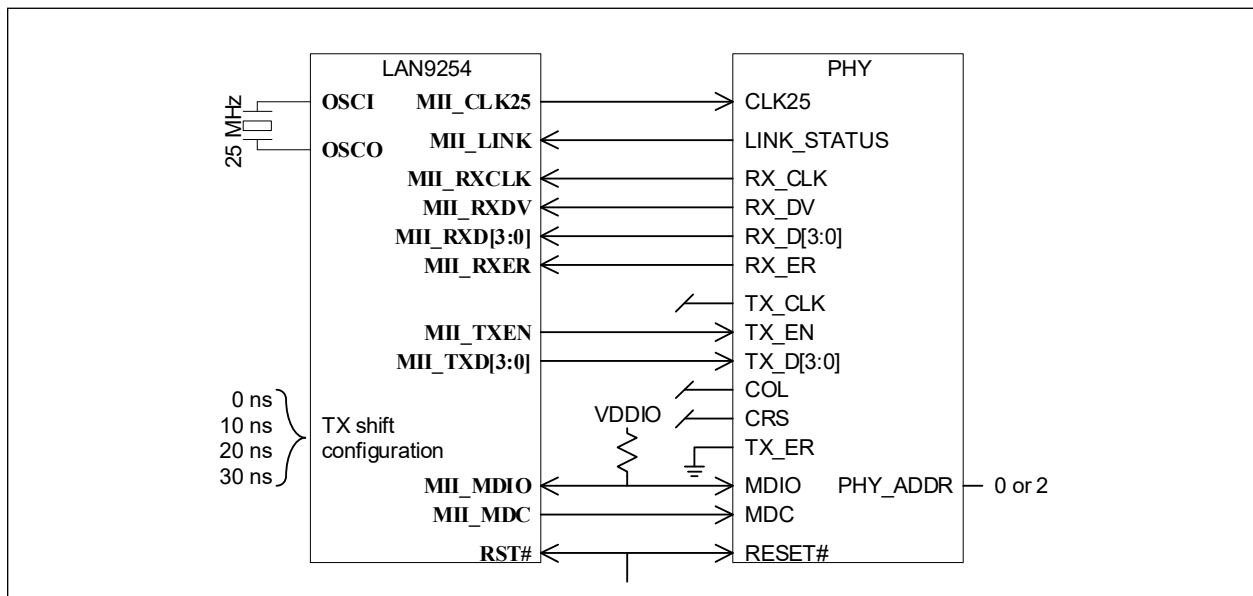 LAN9254 PHY
25 MHz
OSCI MII_CLK25 CLK25
OSCO MII_LINK LINK_STATUS
MII_RXCLK RX_CLK
MII_RXDV RX_DV
MII_RXD[3:0] RX_D[3:0]
MII_RXER RX_ER
TX_CLK
MII_TXEN TX_EN
MII_TXD[3:0] TX_D[3:0]
COL
VDDIO CRS
TX_ER
0 ns
10 ns
20 ns
30 ns
TX shift
configuration
MII_MDIO MDIO PHY_ADDR 0 or 2
MII_MDC MDC
RST# RESET#